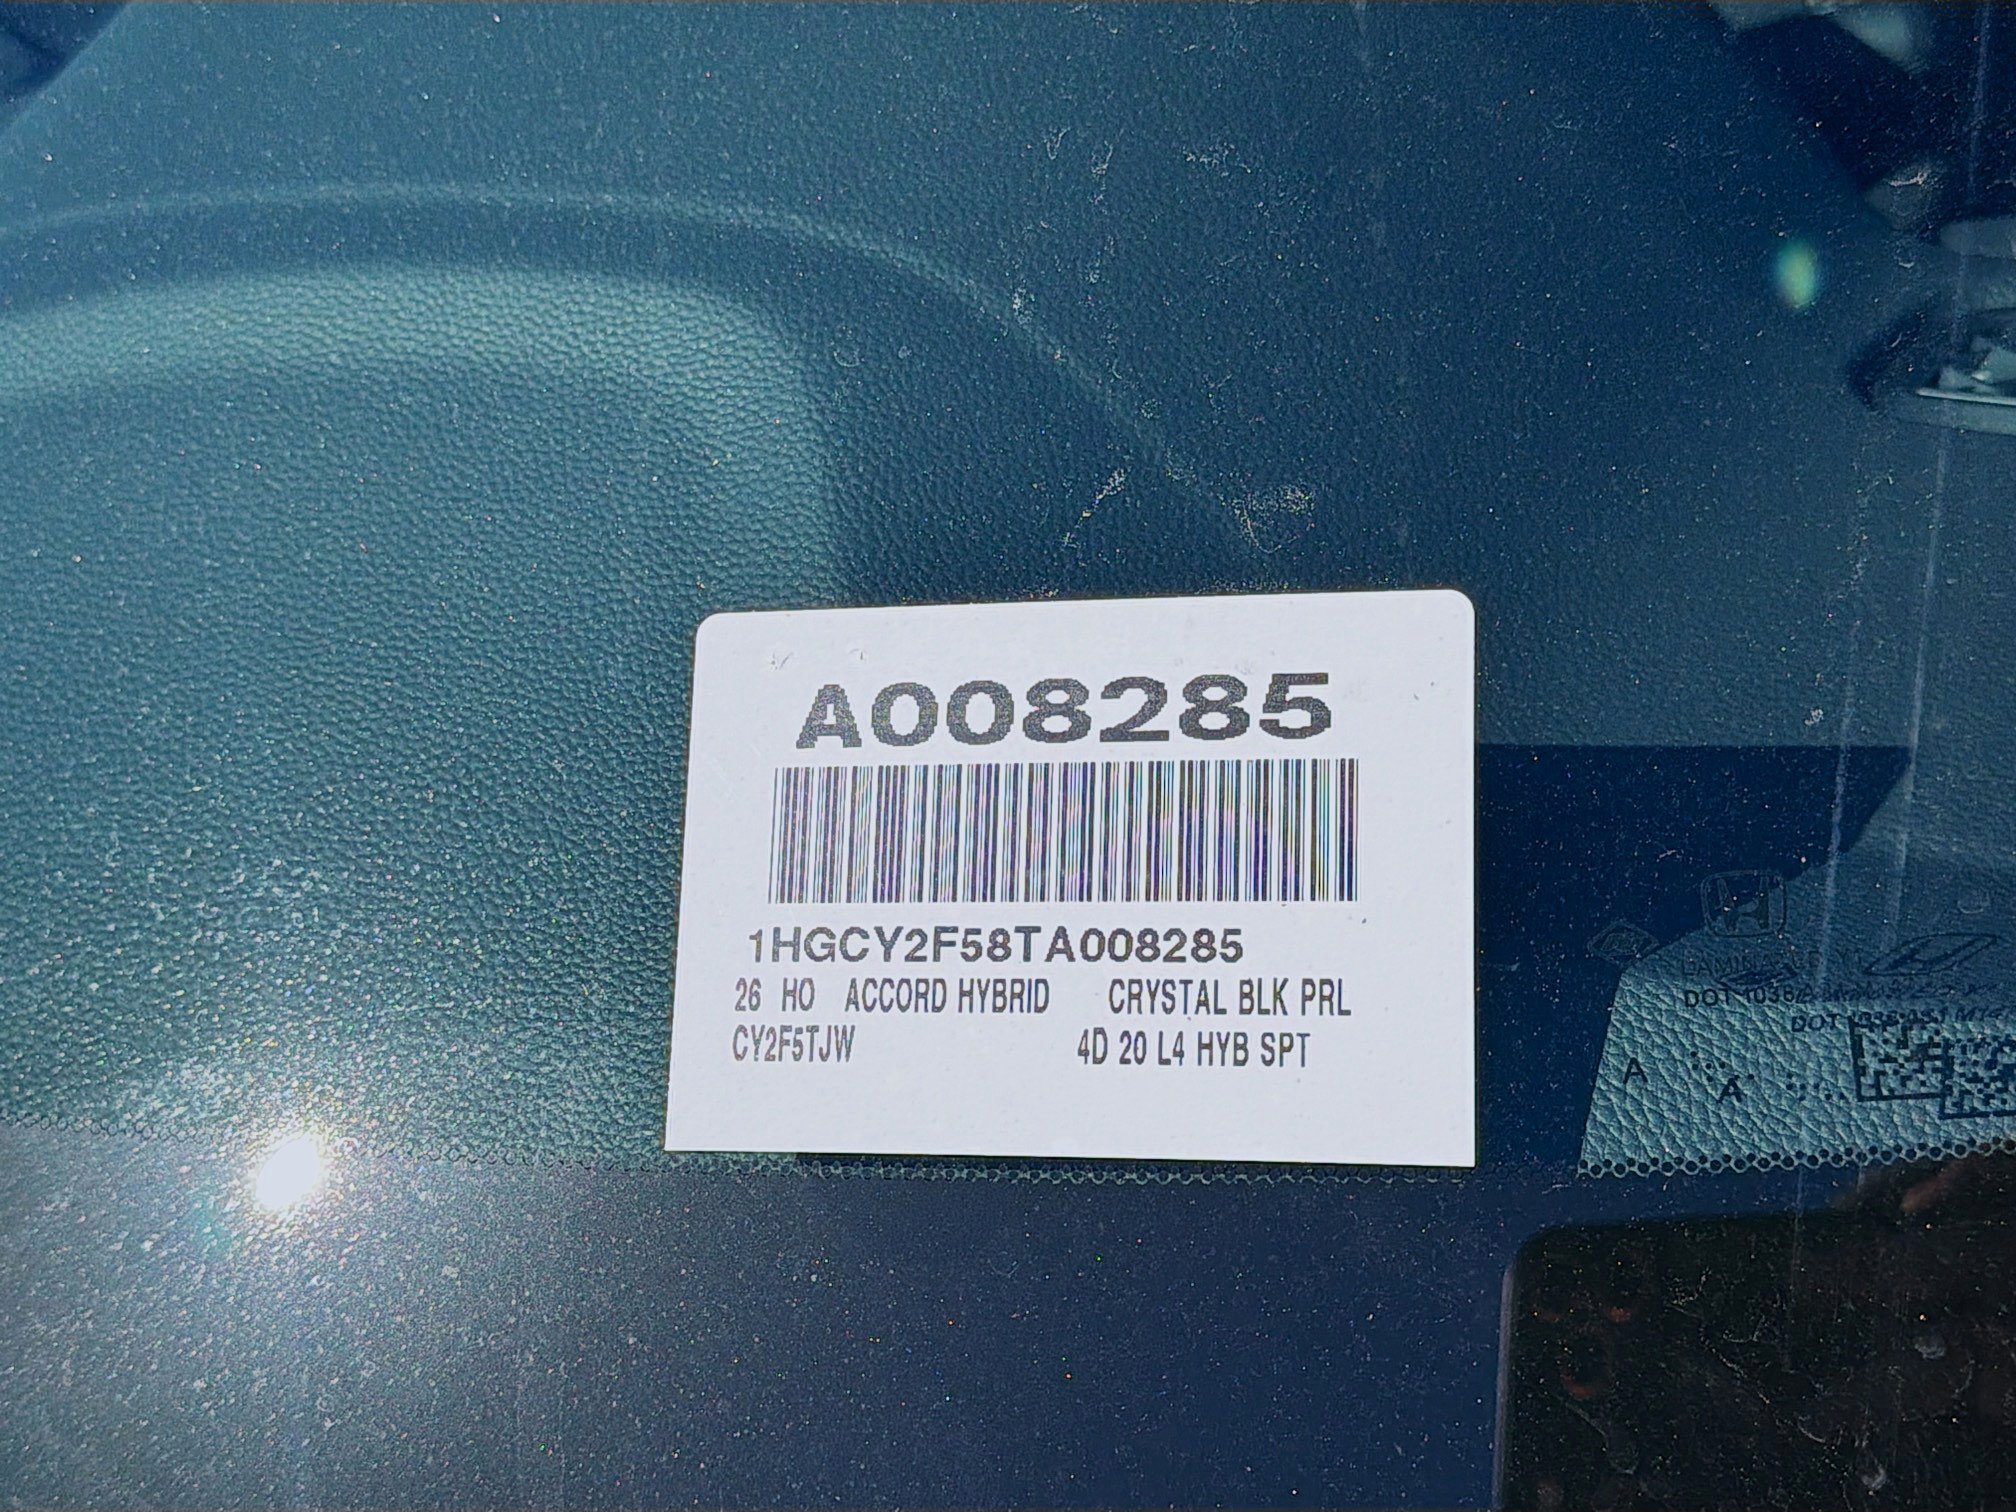 A008285
1HGCY2F58TA008285
26 HO ACCORD HYBRID CRYSTAL BLK PRL
CY2F5TJW 4D 20 L4 HYB SPT
A
A